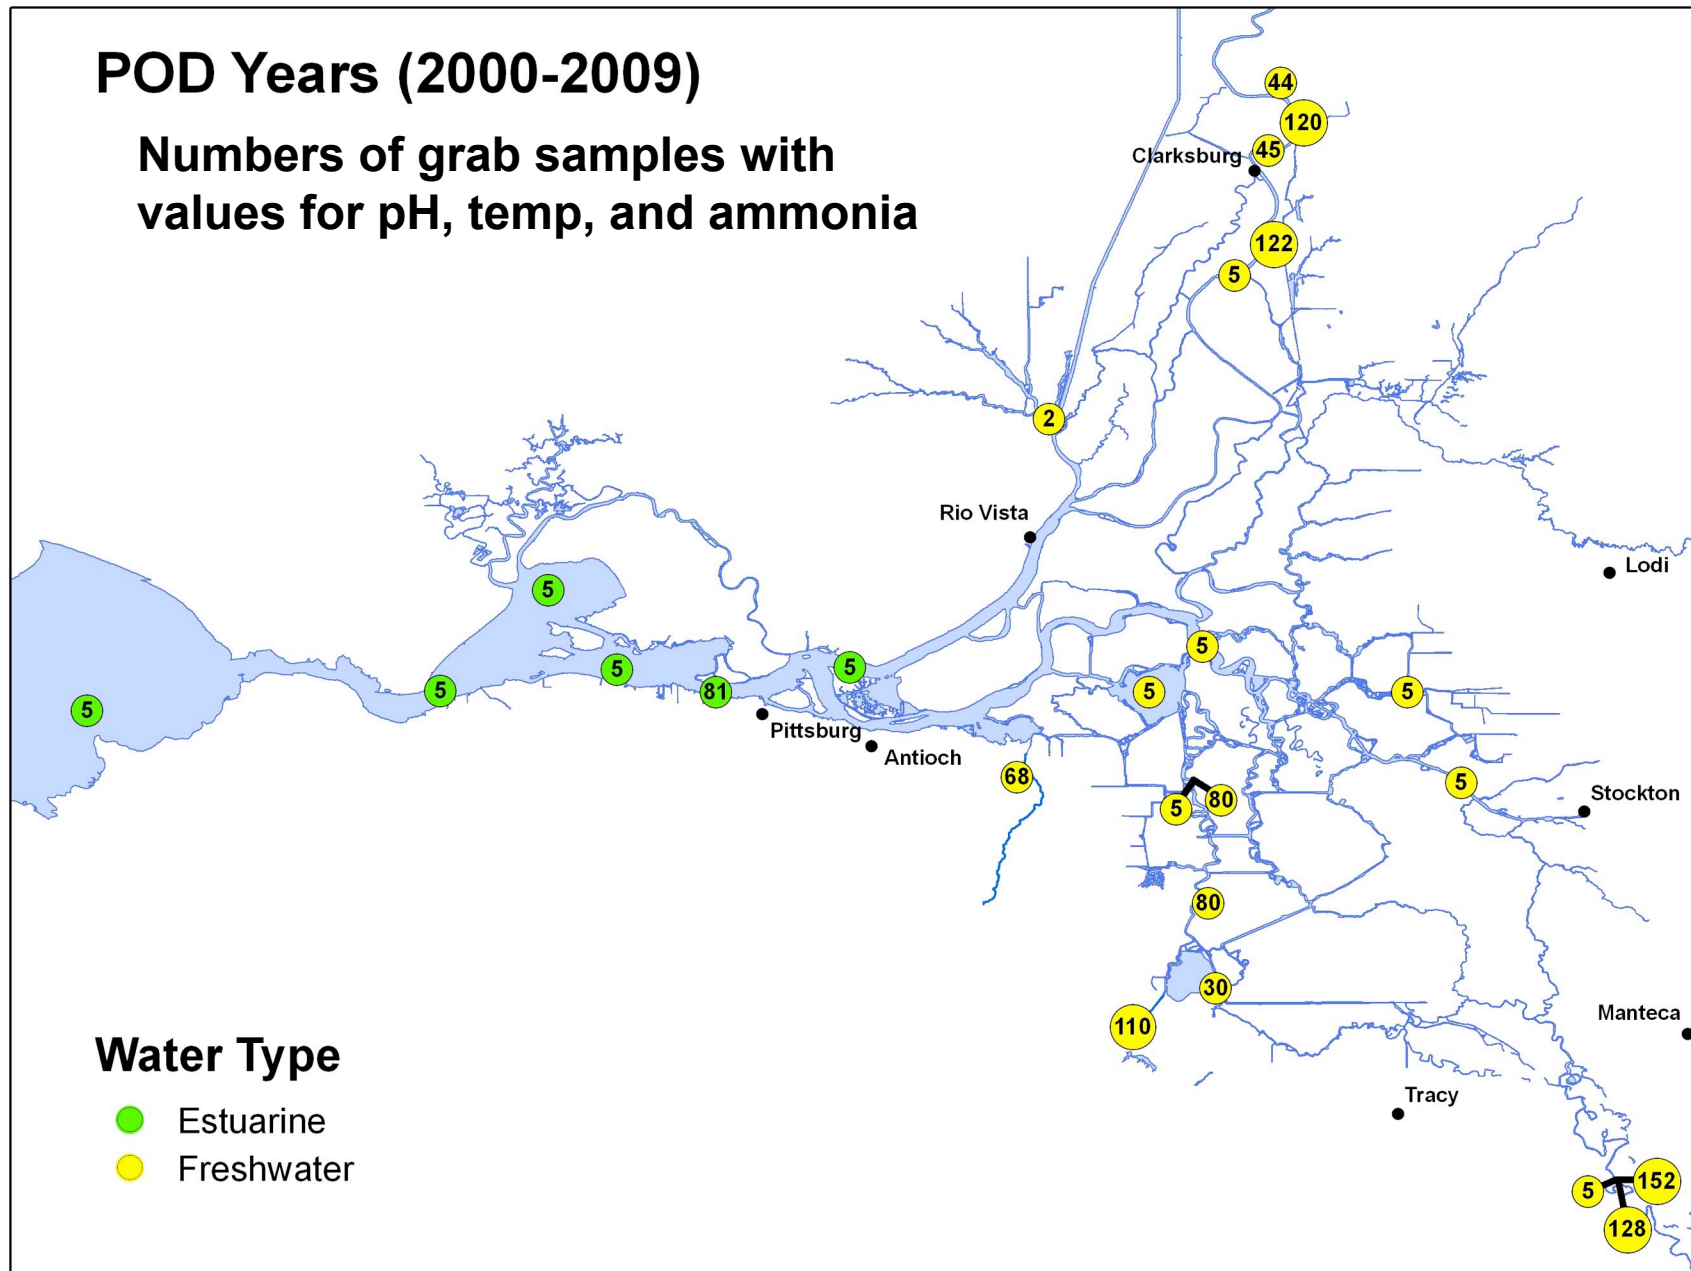 POD Years (2000-2009)
Numbers of grab samples with
values for pH, temp, and ammonia
44
120
45
Clarksburg
122
5
2
Rio Vista
Lodi
5
5
5
5
5
81
5
5
5
5
Pittsburg
Antioch
68
5
80
5
Stockton
80
30
110
Manteca
Tracy
5
152
128
Water Type
Estuarine
Freshwater